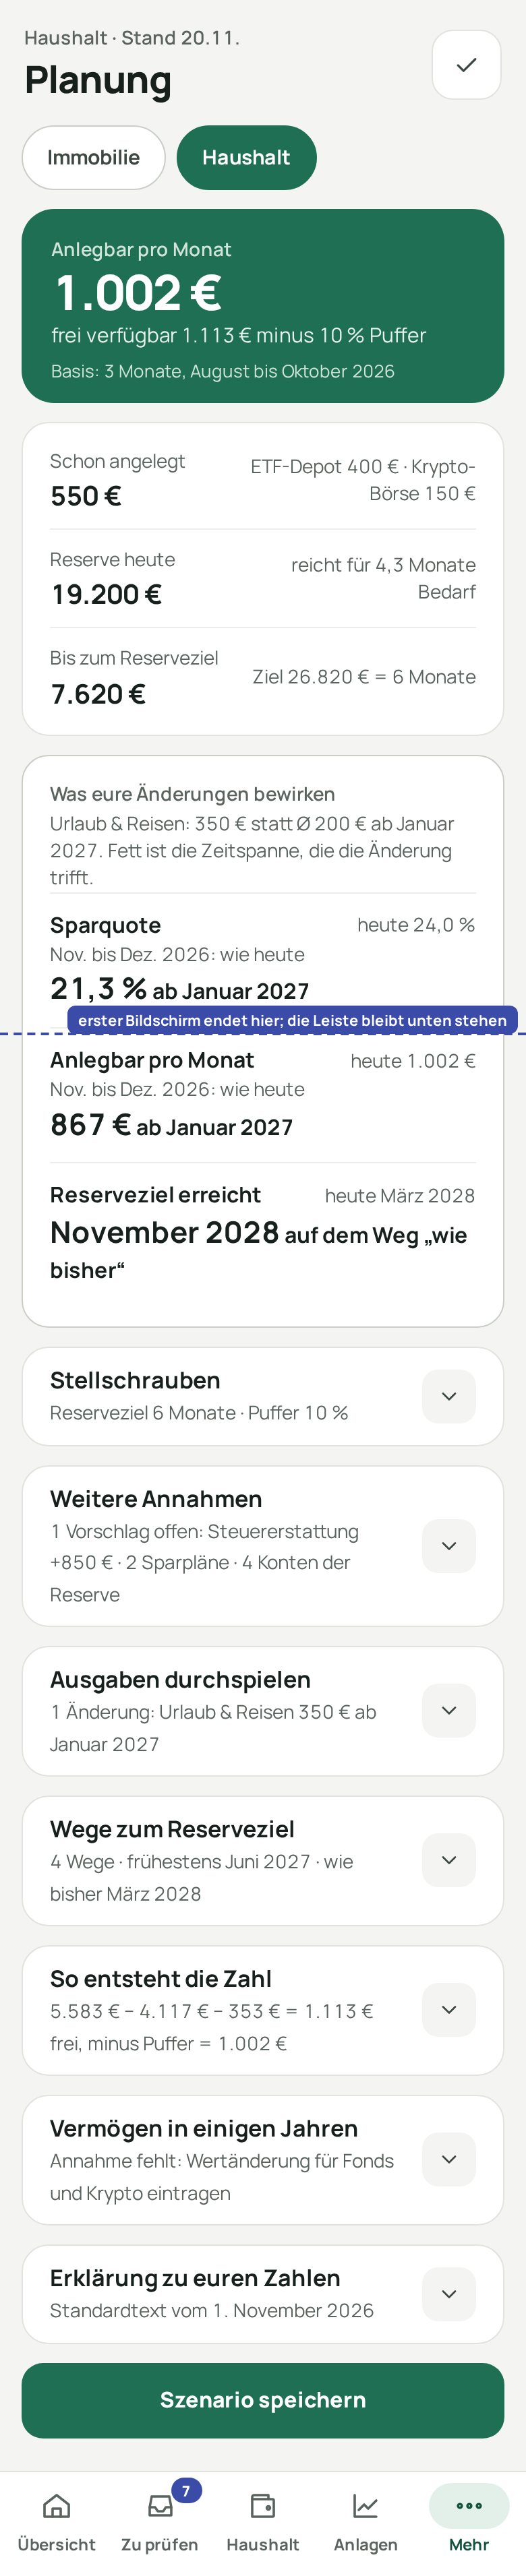 Haushalt · Stand 20.11.
Planung
Immobilie
Haushalt
Anlegbar pro Monat
1.002 €
frei verfügbar 1.113 € minus 10 % Puffer
Basis: 3 Monate, August bis Oktober 2026
Schon angelegt
550 €
ETF-Depot 400 € · Krypto-
Börse 150 €
Reserve heute
19.200 €
reicht für 4,3 Monate
Bedarf
Bis zum Reserveziel
7.620 €
Ziel 26.820 € = 6 Monate
Was eure Änderungen bewirken
Urlaub & Reisen: 350 € statt Ø 200 € ab Januar
2027. Fett ist die Zeitspanne, die die Änderung
trifft.
Sparquote
heute 24,0 %
Nov. bis Dez. 2026: wie heute
21,3 % ab Januar 2027
erster Bildschirm endet hier; die Leiste bleibt unten stehen
Anlegbar pro Monat
heute 1.002 €
Nov. bis Dez. 2026: wie heute
867 € ab Januar 2027
Reserveziel erreicht
heute März 2028
November 2028 auf dem Weg „wie
bisher“
Stellschrauben
Reserveziel 6 Monate · Puffer 10 %
Weitere Annahmen
1 Vorschlag offen: Steuererstattung
+850 € · 2 Sparpläne · 4 Konten der
Reserve
Ausgaben durchspielen
1 Änderung: Urlaub & Reisen 350 € ab
Januar 2027
Wege zum Reserveziel
4 Wege · frühestens Juni 2027 · wie
bisher März 2028
So entsteht die Zahl
5.583 € − 4.117 € − 353 € = 1.113 €
frei, minus Puffer = 1.002 €
Vermögen in einigen Jahren
Annahme fehlt: Wertänderung für Fonds
und Krypto eintragen
Erklärung zu euren Zahlen
Standardtext vom 1. November 2026
Szenario speichern
7
Übersicht
Zu prüfen
Haushalt
Anlagen
Mehr